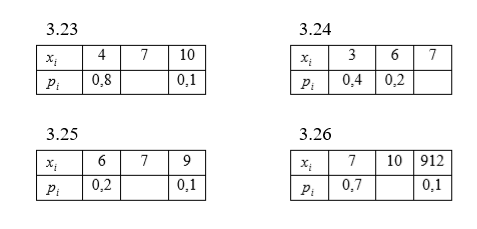 3.23
xᵢ 4 7 10
pᵢ 0,8 0,1
3.24
xᵢ 3 6 7
pᵢ 0,4 0,2
3.25
xᵢ 6 7 9
pᵢ 0,2 0,1
3.26
xᵢ 7 10 912
pᵢ 0,7 0,1